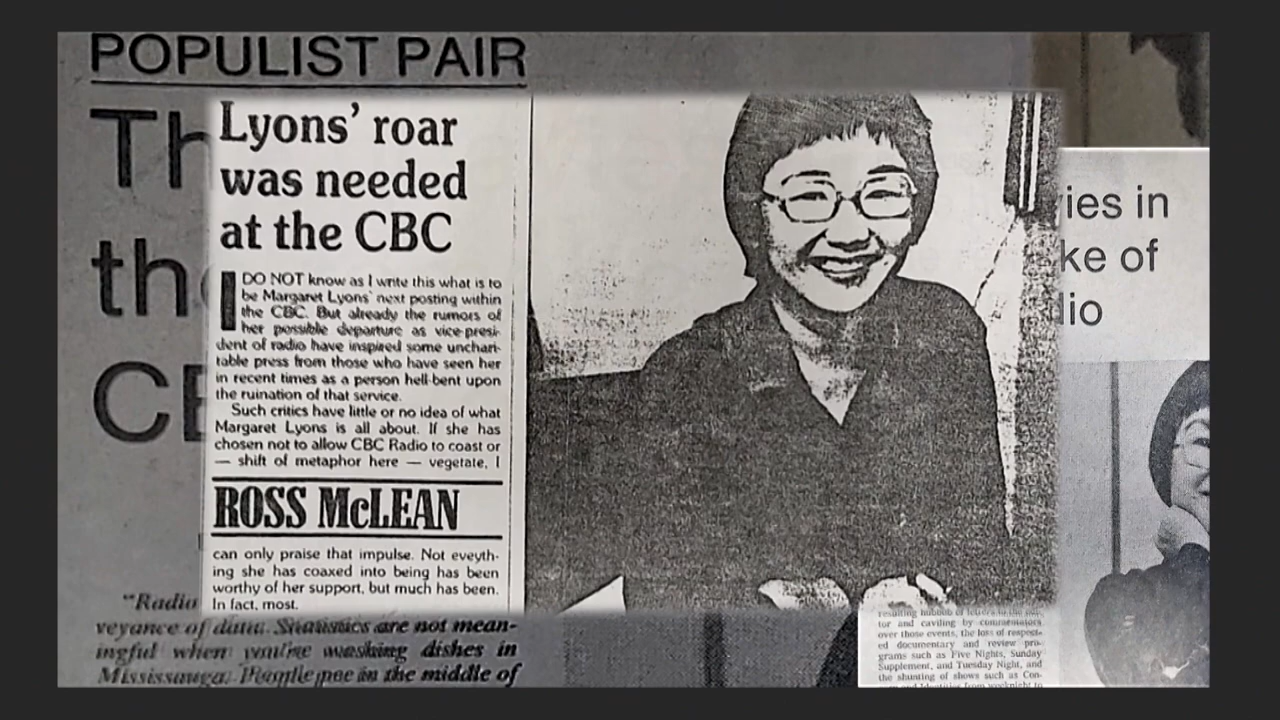 POPULIST PAIR
Th
the
CB
Lyons' roar
was needed
at the CBC
I DO NOT know as I write this what is to
be Margaret Lyons' next posting within
the CBC. But already the rumors of
her possible departure as vice-presi-
dent of radio have inspired some unchari-
table press from those who have seen her
in recent times as a person hell-bent upon
the ruination of that service.
Such critics have little or no idea of what
Margaret Lyons is all about. If she has
chosen not to allow CBC Radio to coast or
— shift of metaphor here — vegetate, I
ROSS McLEAN
can only praise that impulse. Not eveyth-
ing she has coaxed into being has been
worthy of her support, but much has been.
In fact, most.
ies in
ke of
dio
"Radio
veyance of data. Statistics are not mean-
ingful when you're washing dishes in
Mississauga. People pee in the middle of
resulting hubbub of letters to the edi-
tor and caviling by commentators
over those events, the loss of respect-
ed documentary and review pro-
grams such as Five Nights, Sunday
Supplement, and Tuesday Night, and
the shunting of shows such as Con-